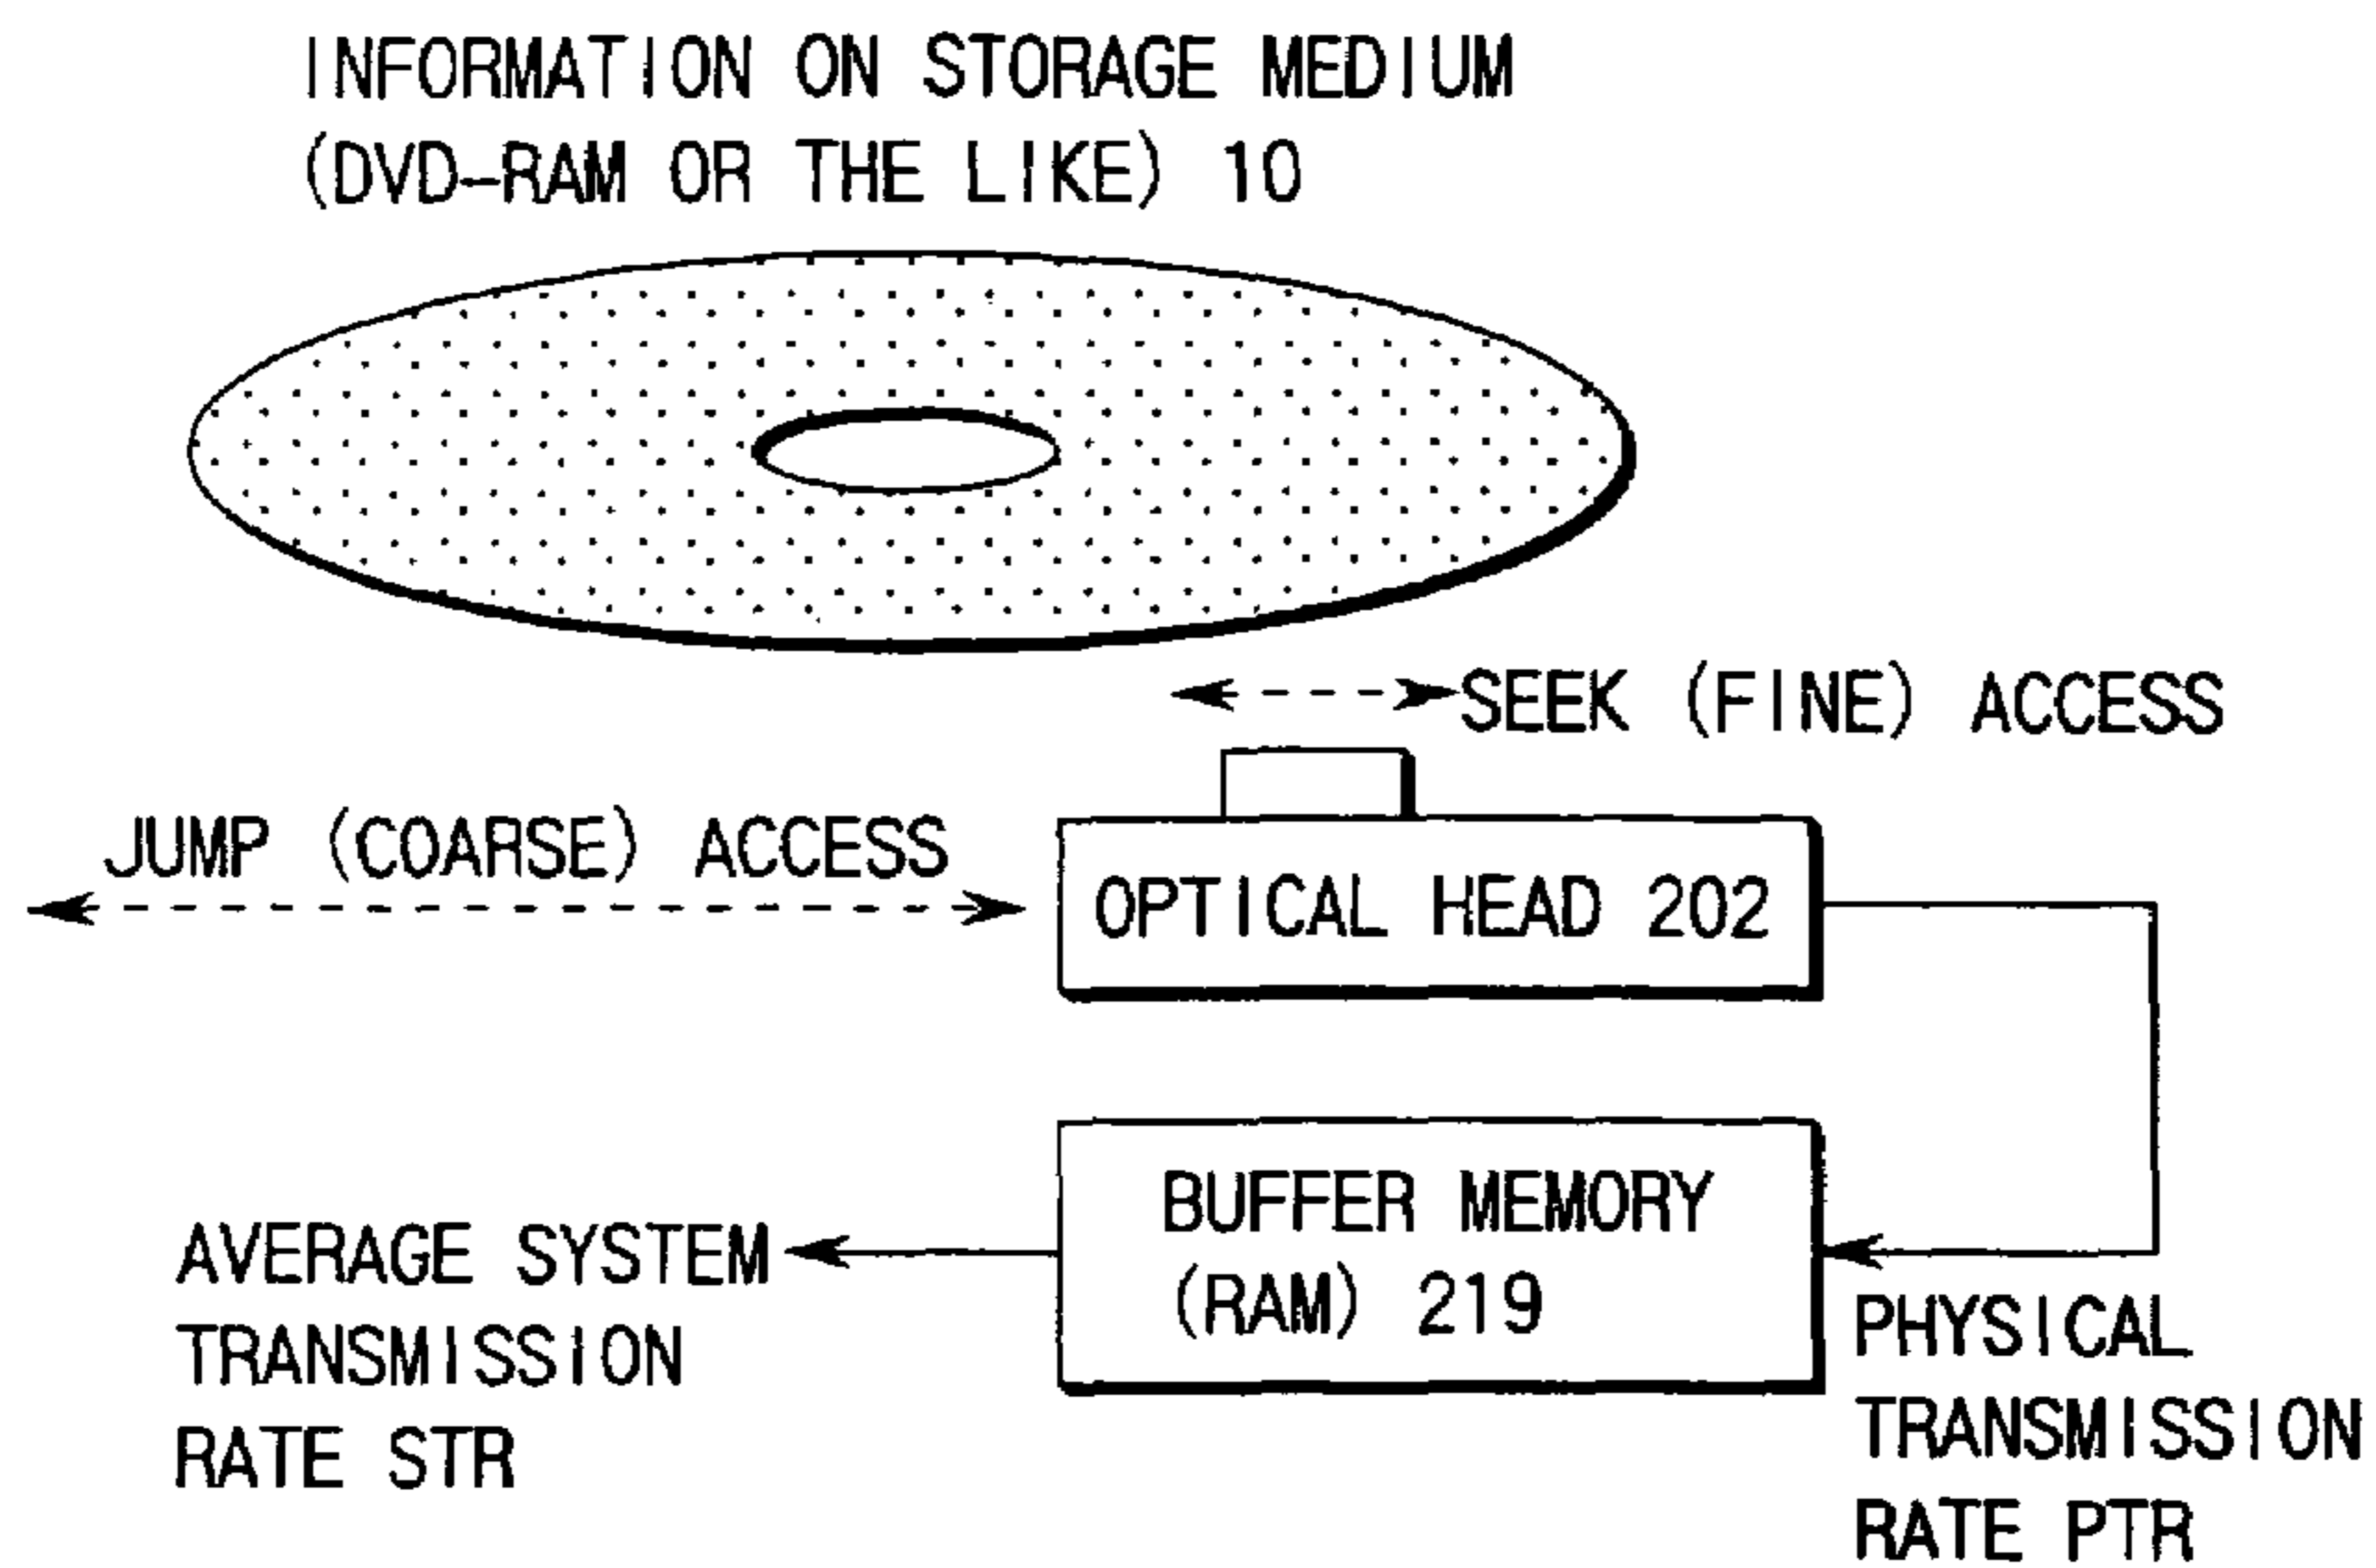 INFORMATION ON STORAGE MEDIUM
(DVD-RAM OR THE LIKE) 10
SEEK (FINE) ACCESS
JUMP (COARSE) ACCESS
OPTICAL HEAD 202
BUFFER MEMORY
(RAM) 219
AVERAGE SYSTEM
TRANSMISSION
RATE STR
PHYSICAL
TRANSMISSION
RATE PTR